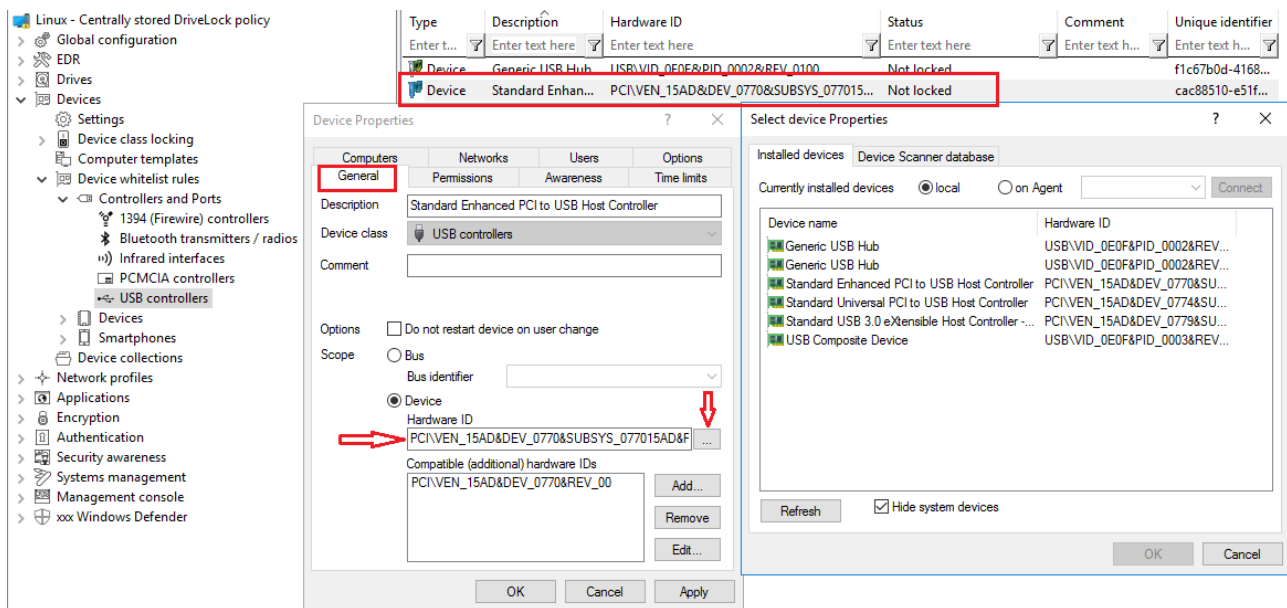 Linux - Centrally stored DriveLock policy
Global configuration
EDR
Drives
Devices
Settings
Device class locking
Computer templates
Device whitelist rules
Controllers and Ports
1394 (Firewire) controllers
Bluetooth transmitters / radios
Infrared interfaces
PCMCIA controllers
USB controllers
Devices
Smartphones
Device collections
Network profiles
Applications
Encryption
Authentication
Security awareness
Systems management
Management console
xxx Windows Defender
Type Description Hardware ID Status Comment Unique identifier
Enter t... Enter text here Enter text here Enter text here Enter text h... Enter text h...
Device Generic USB Hub USB\VID_0E0F&PID_0002&REV_0100 Not locked f1c67b0d-4168...
Device Standard Enhan... PCI\VEN_15AD&DEV_0770&SUBSYS_077015... Not locked cac88510-e51f...
Device Properties ?
Computers Networks Users Options
General Permissions Awareness Time limits
Description Standard Enhanced PCI to USB Host Controller
Device class USB controllers
Comment
Options Do not restart device on user change
Scope Bus
Bus identifier
Device
Hardware ID
PCI\VEN_15AD&DEV_0770&SUBSYS_077015AD&F ...
Compatible (additional) hardware IDs
PCI\VEN_15AD&DEV_0770&REV_00
Add...
Remove
Edit...
OK Cancel Apply
Select device Properties ?
Installed devices Device Scanner database
Currently installed devices local on Agent Connect
Device name Hardware ID
Generic USB Hub USB\VID_0E0F&PID_0002&REV...
Generic USB Hub USB\VID_0E0F&PID_0002&REV...
Standard Enhanced PCI to USB Host Controller PCI\VEN_15AD&DEV_0770&SU...
Standard Universal PCI to USB Host Controller PCI\VEN_15AD&DEV_0774&SU...
Standard USB 3.0 eXtensible Host Controller -... PCI\VEN_15AD&DEV_0779&SU...
USB Composite Device USB\VID_0E0F&PID_0003&REV...
Refresh Hide system devices
OK Cancel